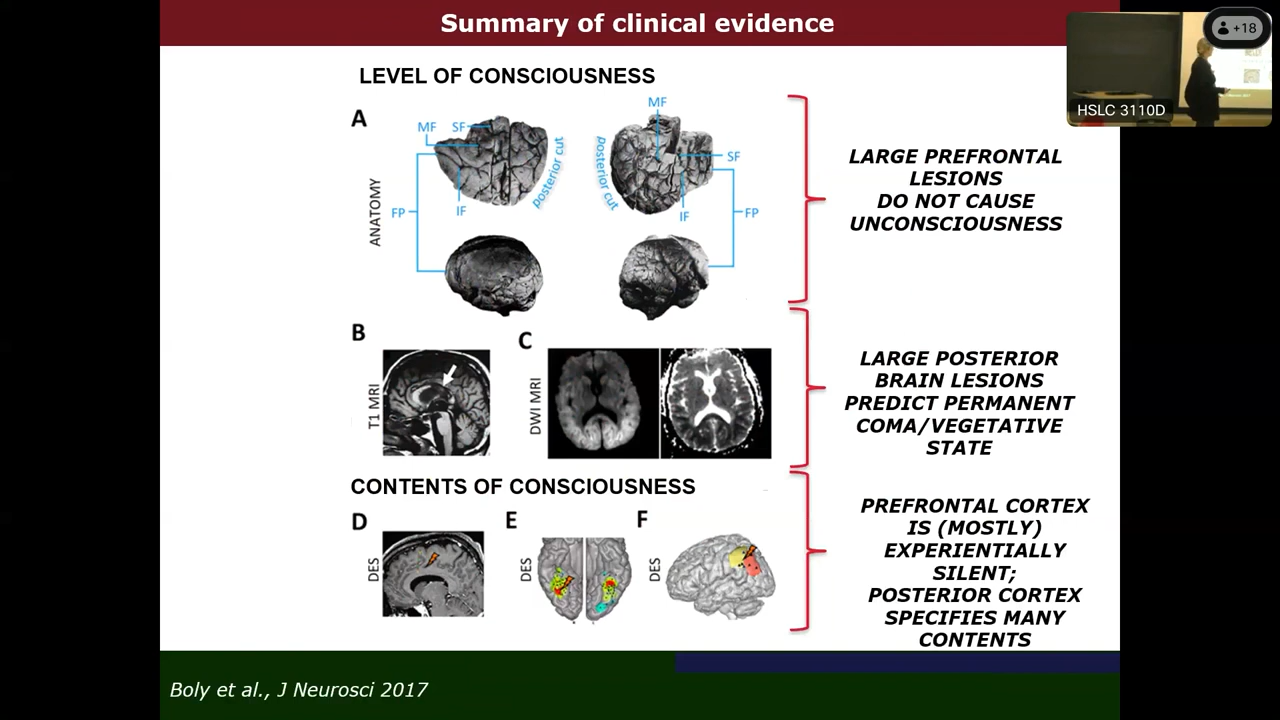 Summary of clinical evidence
+18
HSLC 3110D
LEVEL OF CONSCIOUSNESS
A
ANATOMY
MF
SF
posterior cut
FP
IF
MF
posterior cut
SF
IF
FP
LARGE PREFRONTAL
LESIONS
DO NOT CAUSE
UNCONSCIOUSNESS
B
T1 MRI
C
DWI MRI
LARGE POSTERIOR
BRAIN LESIONS
PREDICT PERMANENT
COMA/VEGETATIVE
STATE
CONTENTS OF CONSCIOUSNESS
D
DES
E
DES
F
DES
PREFRONTAL CORTEX
IS (MOSTLY)
EXPERIENTIALLY
SILENT;
POSTERIOR CORTEX
SPECIFIES MANY
CONTENTS
Boly et al., J Neurosci 2017